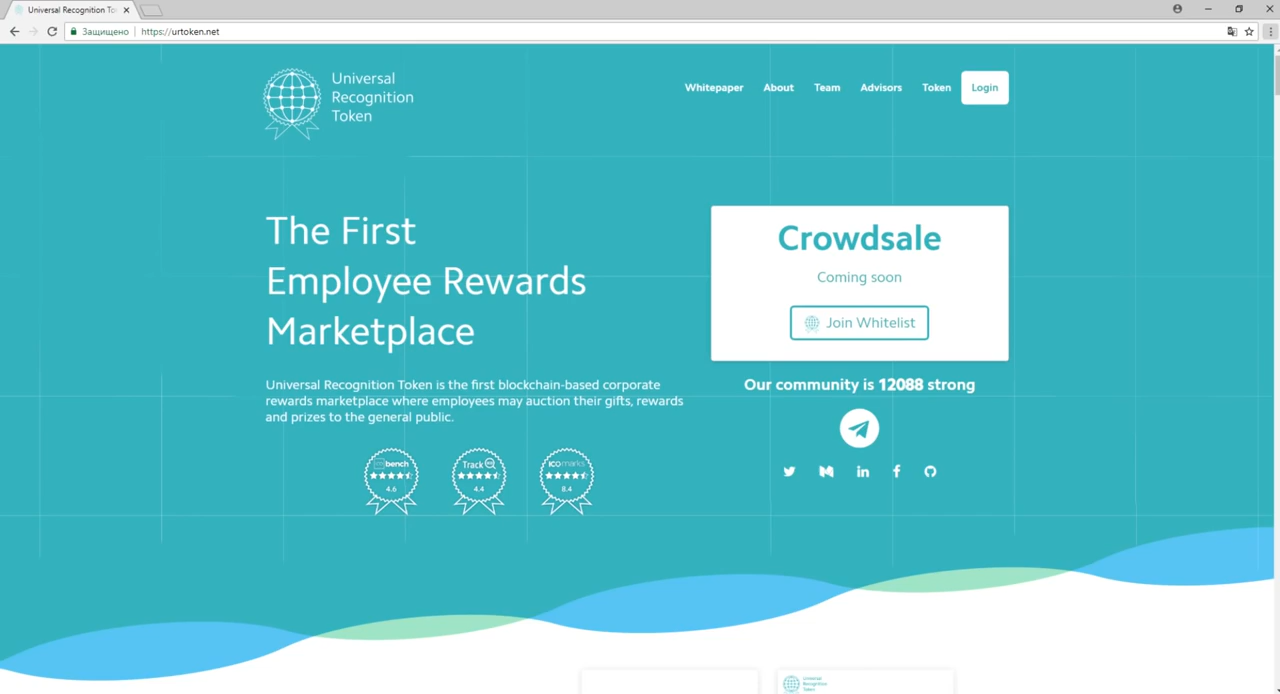 Universal Recognition To
Защищено
https://urtoken.net
Universal
Recognition
Token
Whitepaper
About
Team
Advisors
Token
Login
The First
Employee Rewards
Marketplace
Crowdsale
Coming soon
Join Whitelist
Universal Recognition Token is the first blockchain-based corporate
rewards marketplace where employees may auction their gifts, rewards
and prizes to the general public.
Our community is 12088 strong
bench
4.6
Track
4.4
ICOmarks
8.4
Universal
Recognition
Token